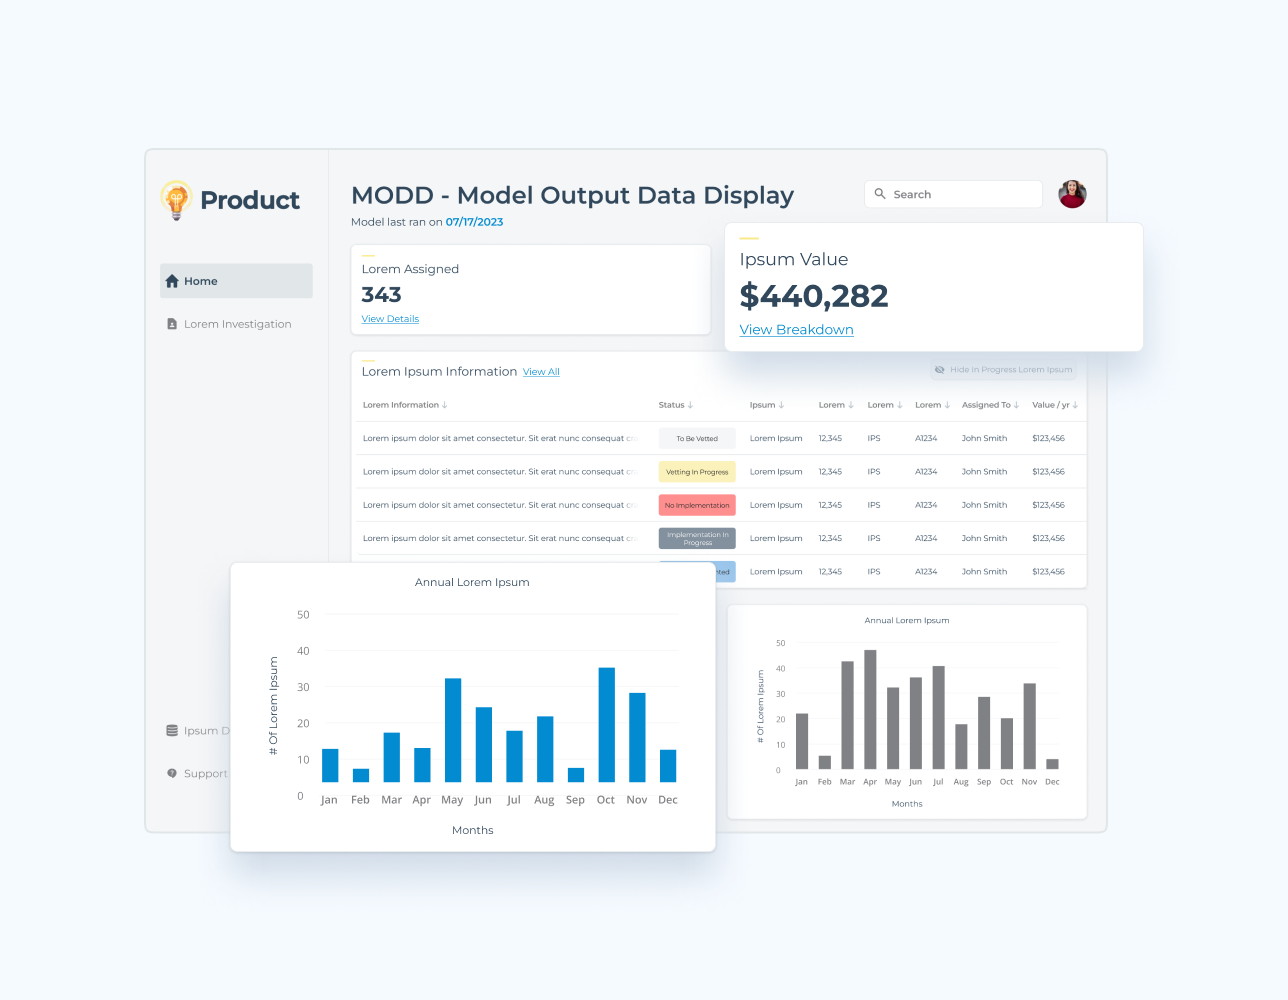 Product
Home
Lorem Investigation
Ipsum D
Support
MODD - Model Output Data Display
Model last ran on 07/17/2023
Search
Lorem Assigned
343
View Details
Ipsum Value
$440,282
View Breakdown
Lorem Ipsum Information View All
Hide In Progress Lorem Ipsum
Lorem Information Status Ipsum Lorem Lorem Lorem Assigned To Value / yr
Lorem ipsum dolor sit amet consectetur. Sit erat nunc consequat To Be Vetted Lorem Ipsum 12,345 IPS A1234 John Smith $123,456
Lorem ipsum dolor sit amet consectetur. Sit erat nunc consequat Vetting In Progress Lorem Ipsum 12,345 IPS A1234 John Smith $123,456
Lorem ipsum dolor sit amet consectetur. Sit erat nunc consequat No Implementation Lorem Ipsum 12,345 IPS A1234 John Smith $123,456
Lorem ipsum dolor sit amet consectetur. Sit erat nunc consequat Implementation In Progress Lorem Ipsum 12,345 IPS A1234 John Smith $123,456
nted Lorem Ipsum 12,345 IPS A1234 John Smith $123,456
Annual Lorem Ipsum
# Of Lorem Ipsum
50
40
30
20
10
0
Jan Feb Mar Apr May Jun Jul Aug Sep Oct Nov Dec
Months
Annual Lorem Ipsum
# Of Lorem Ipsum
50
40
30
20
10
0
Jan Feb Mar Apr May Jun Jul Aug Sep Oct Nov Dec
Months